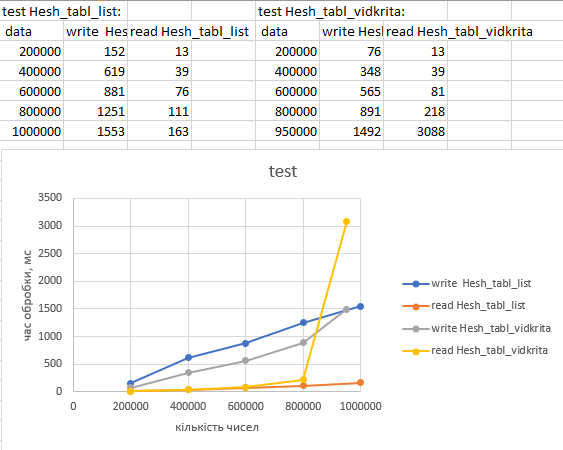 test Hesh_tabl_list: test Hesh_tabl_vidkrita:
data write Hes read Hesh_tabl_list data write Hesl read Hesh_tabl_vidkrita
200000 152 13 200000 76 13
400000 619 39 400000 348 39
600000 881 76 600000 565 81
800000 1251 111 800000 891 218
1000000 1553 163 950000 1492 3088
test
3500
3000
2500
2000
1500
1000
500
0
0 200000 400000 600000 800000 1000000
час обробки, мс
кількість чисел
write Hesh_tabl_list
read Hesh_tabl_list
write Hesh_tabl_vidkrita
read Hesh_tabl_vidkrita